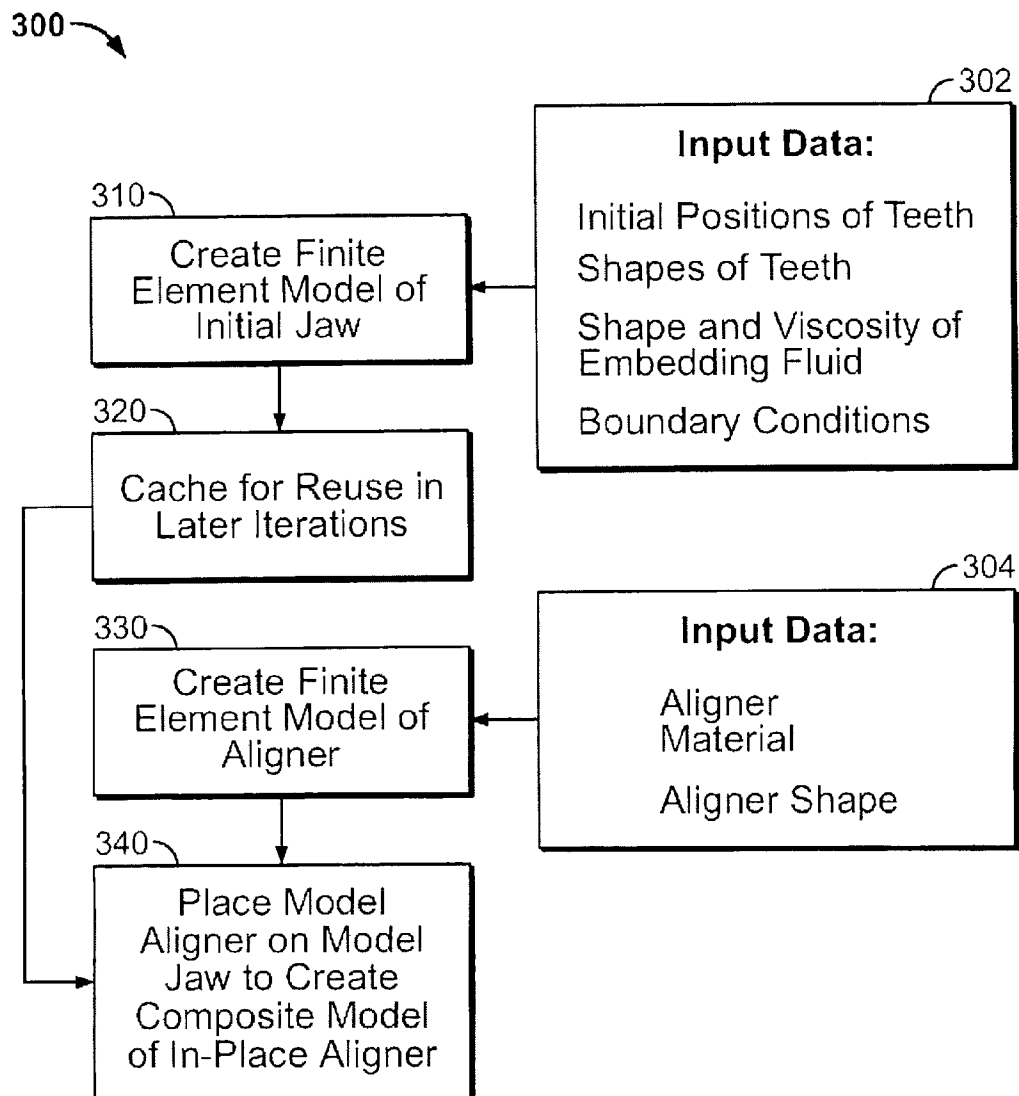 300
302
Input Data:
Initial Positions of Teeth
Shapes of Teeth
Shape and Viscosity of
Embedding Fluid
Boundary Conditions
310
Create Finite
Element Model of
Initial Jaw
320
Cache for Reuse in
Later Iterations
304
Input Data:
Aligner
Material
Aligner Shape
330
Create Finite
Element Model of
Aligner
340
Place Model
Aligner on Model
Jaw to Create
Composite Model
of In-Place Aligner